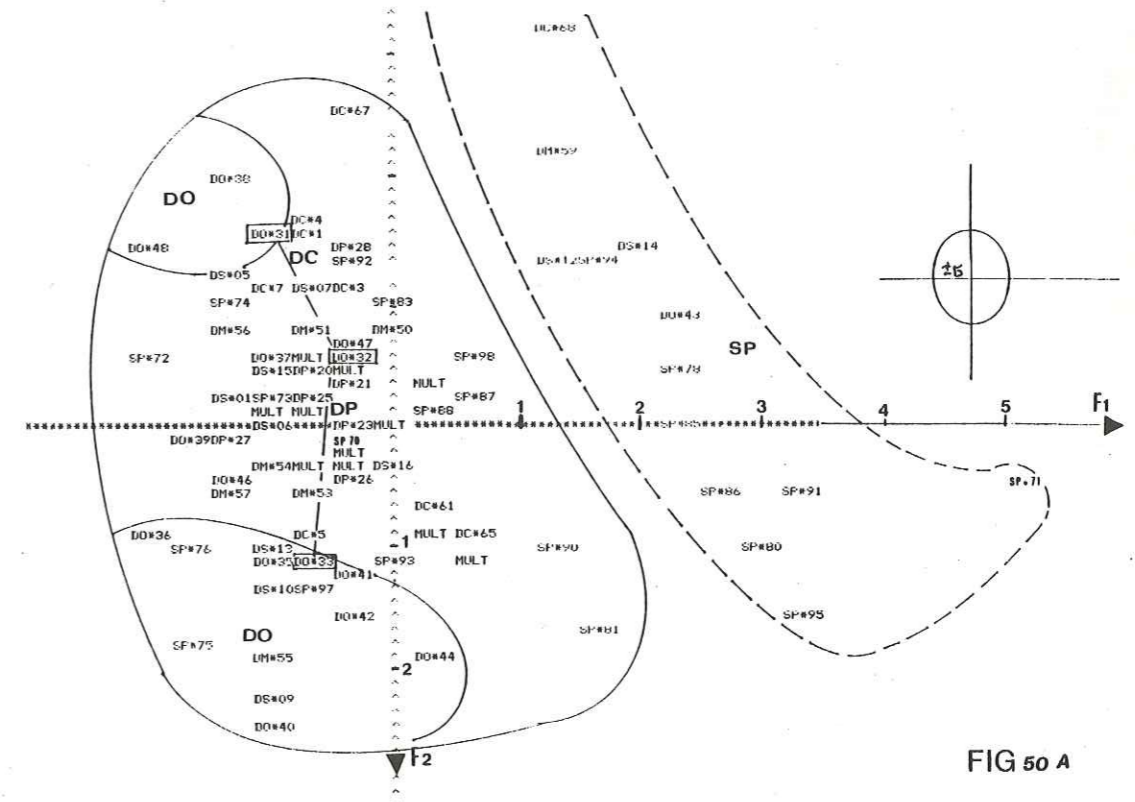 DC*68
DC*67
DM*59
DO*38
DO
DC*4
DO*31 DC*1
DO*48
DP*28
DS*14
DC
SP*92
DS*12SP*94
±σ
DS*05
DC*7 DS*07DC*3
SP*74
SP*83
DM*56
DM*51
DM*50
DO*43
DO*47
SP
SP*72
DO*37MULT
DO*32
SP*98
DS*15DP*20MULT
SP*78
DP*21
MULT
DS*01SP*73DP*25
SP*87
MULT MULT
DP
SP*88
1 2 3 4 5 F1
DS*06
DP*23MULT
SP*85
DO*39DP*27
SP 70
MULT
DM*54MULT MULT DS*16
DO*46
DP*26
SP*71
DM*57
DM*53
SP*86
SP*91
DC*61
DO*36
DC*5
MULT DC*65
1
SP*76
DS*13
SP*90
SP*80
DO*35DO*33
SP*93
MULT
DO*41
DS*10SP*97
DO*42
SP*95
DO
SP*81
SP*75
DM*55
DO*44
2
DS*09
DO*40
F2
FIG 50 A